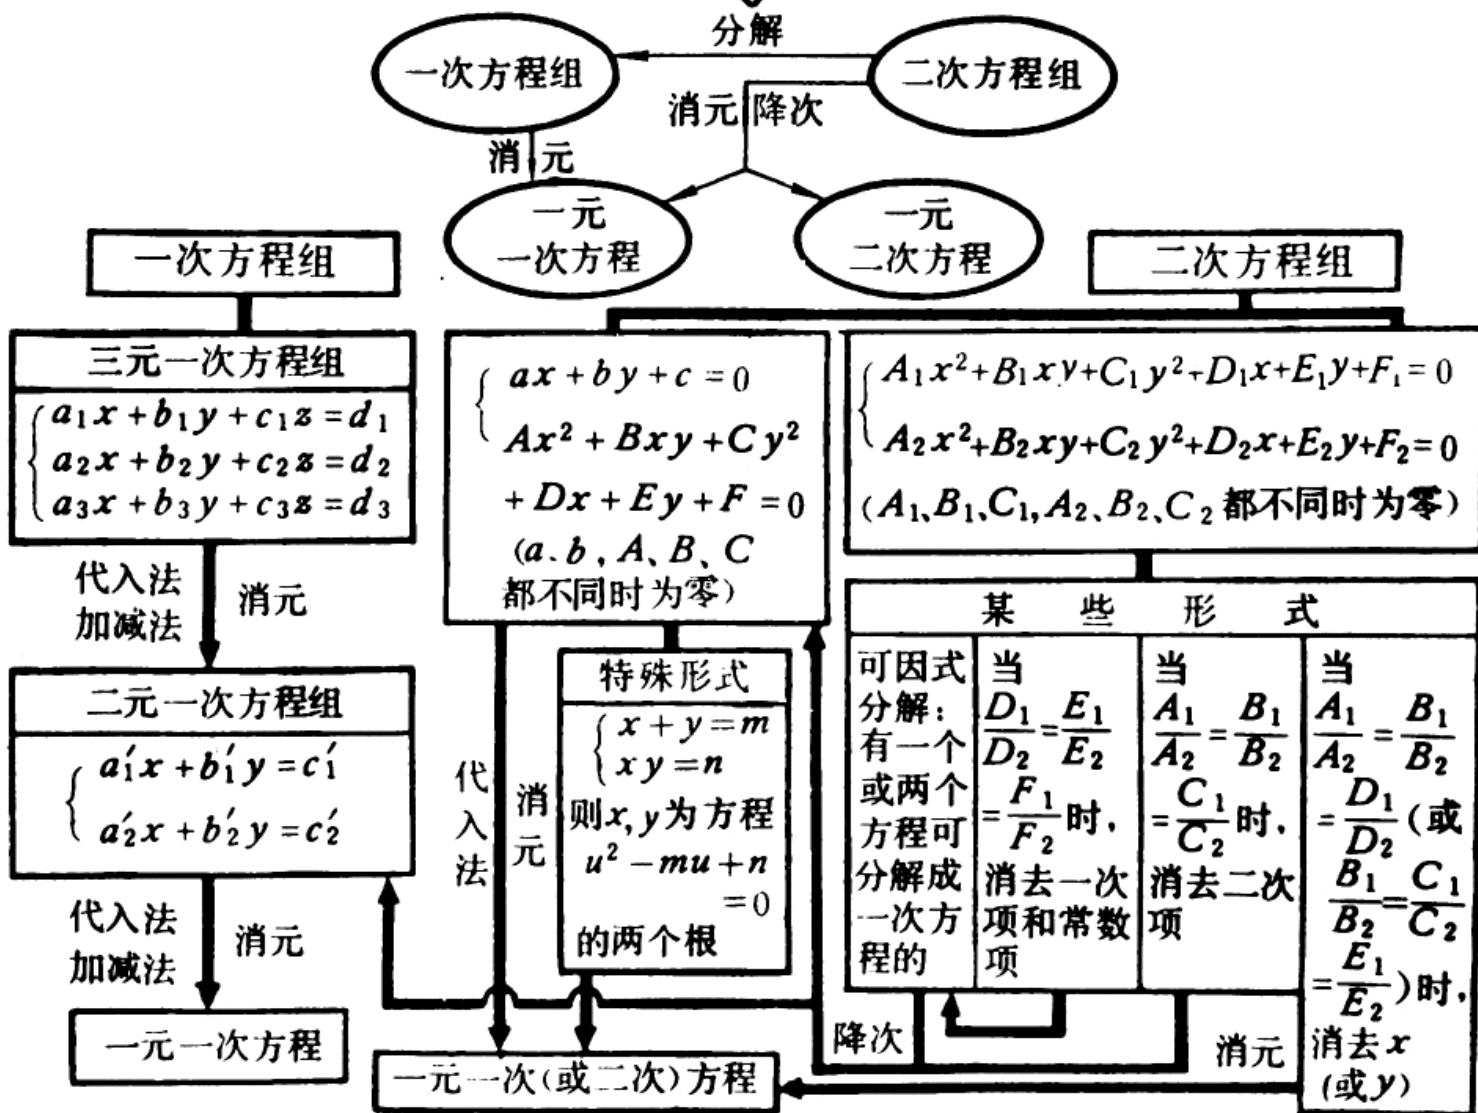 分解
一次方程组
二次方程组
消元 降次
消元
一元
一次方程
一元
二次方程
一次方程组
三元一次方程组
a₁x+b₁y+c₁z=d₁
a₂x+b₂y+c₂z=d₂
a₃x+b₃y+c₃z=d₃
代入法
加减法
消元
二元一次方程组
a₁′x+b₁′y=c₁′
a₂′x+b₂′y=c₂′
代入法
加减法
消元
一元一次方程
二次方程组
ax+by+c=0
Ax²+Bxy+Cy²
+Dx+Ey+F=0
(a.b,A、B、C
都不同时为零)
代入法
消元
特殊形式
x+y=m
xy=n
则x,y为方程
u²-mu+n
=0
的两个根
一元一次(或二次)方程
A₁x²+B₁xy+C₁y²+D₁x+E₁y+F₁=0
A₂x²+B₂xy+C₂y²+D₂x+E₂y+F₂=0
(A₁、B₁、C₁,A₂、B₂、C₂都不同时为零)
某些形式
可因式
分解:
有一个
或两个
方程可
分解成
一次方
程的
当
D₁/D₂=E₁/E₂
=F₁/F₂时,
消去一次
项和常数
项
当
A₁/A₂=B₁/B₂
=C₁/C₂时,
消去二次
项
当
A₁/A₂=B₁/B₂
=D₁/D₂(或
B₁/B₂=C₁/C₂
=E₁/E₂)时,
消去x
(或y)
降次
消元